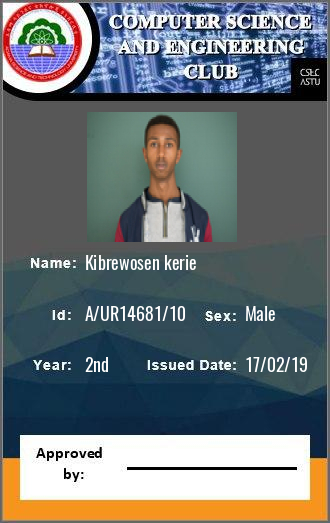 COMPUTER SCIENCE
AND ENGINEERING
CLUB
CSEC
ASTU
Name: Kibrewosen kerie
Id: A/UR14681/10 Sex: Male
Year: 2nd Issued Date: 17/02/19
Approved
by: